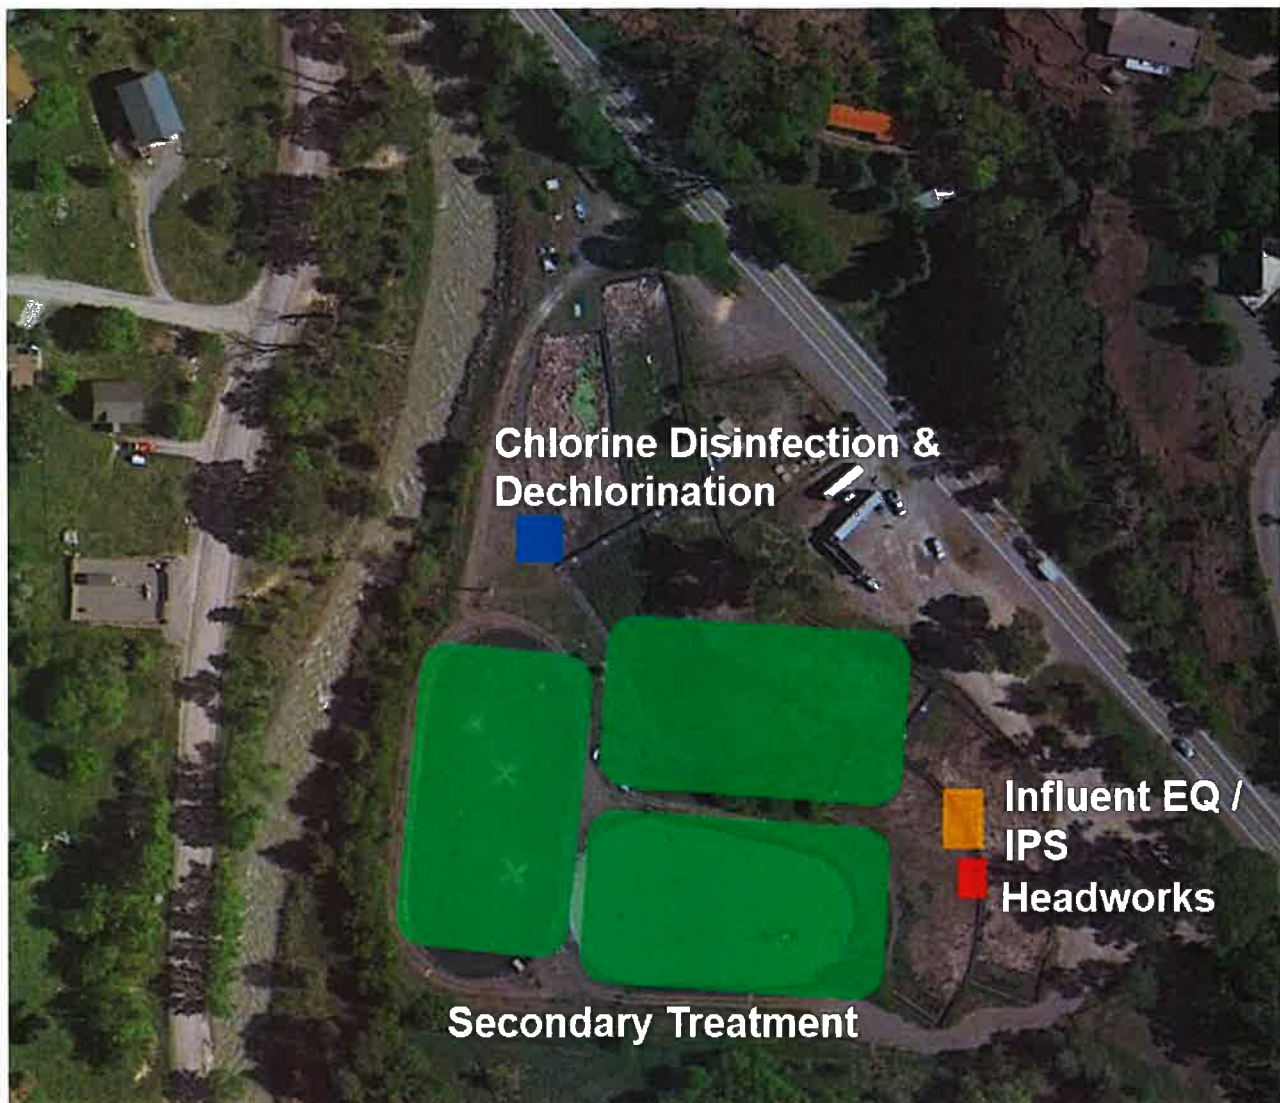 Chlorine Disinfection &
Dechlorination
Influent EQ /
IPS
Headworks
Secondary Treatment